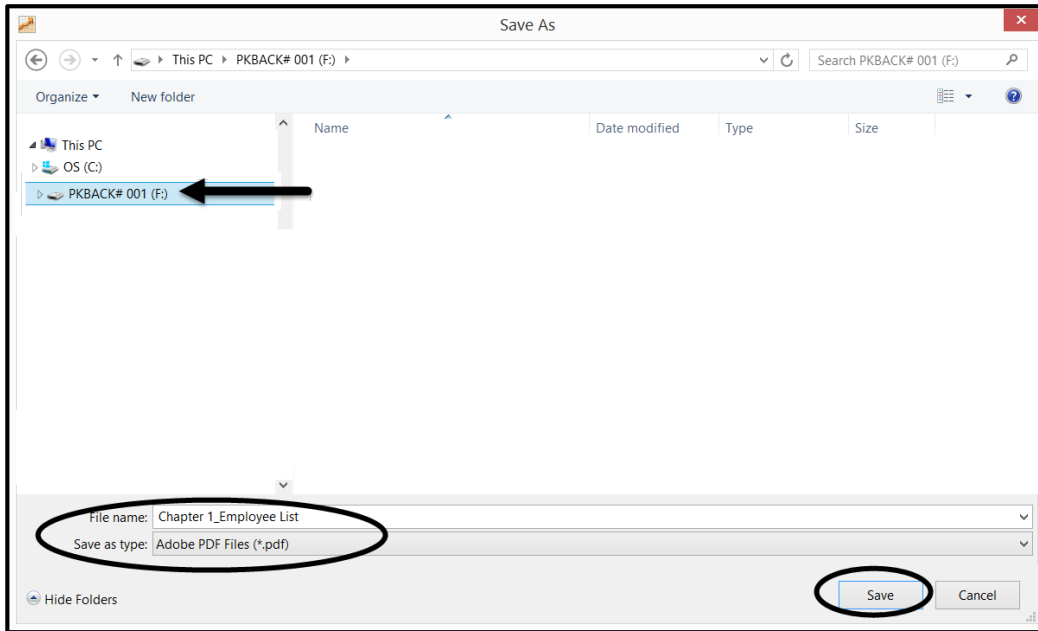 Save As
This PC PKBACK# 001 (F:) Search PKBACK# 001 (F:)
Organize New folder
Name Date modified Type Size
This PC
OS (C:)
PKBACK# 001 (F:)
File name: Chapter 1_Employee List
Save as type: Adobe PDF Files (*.pdf)
Hide Folders Save Cancel